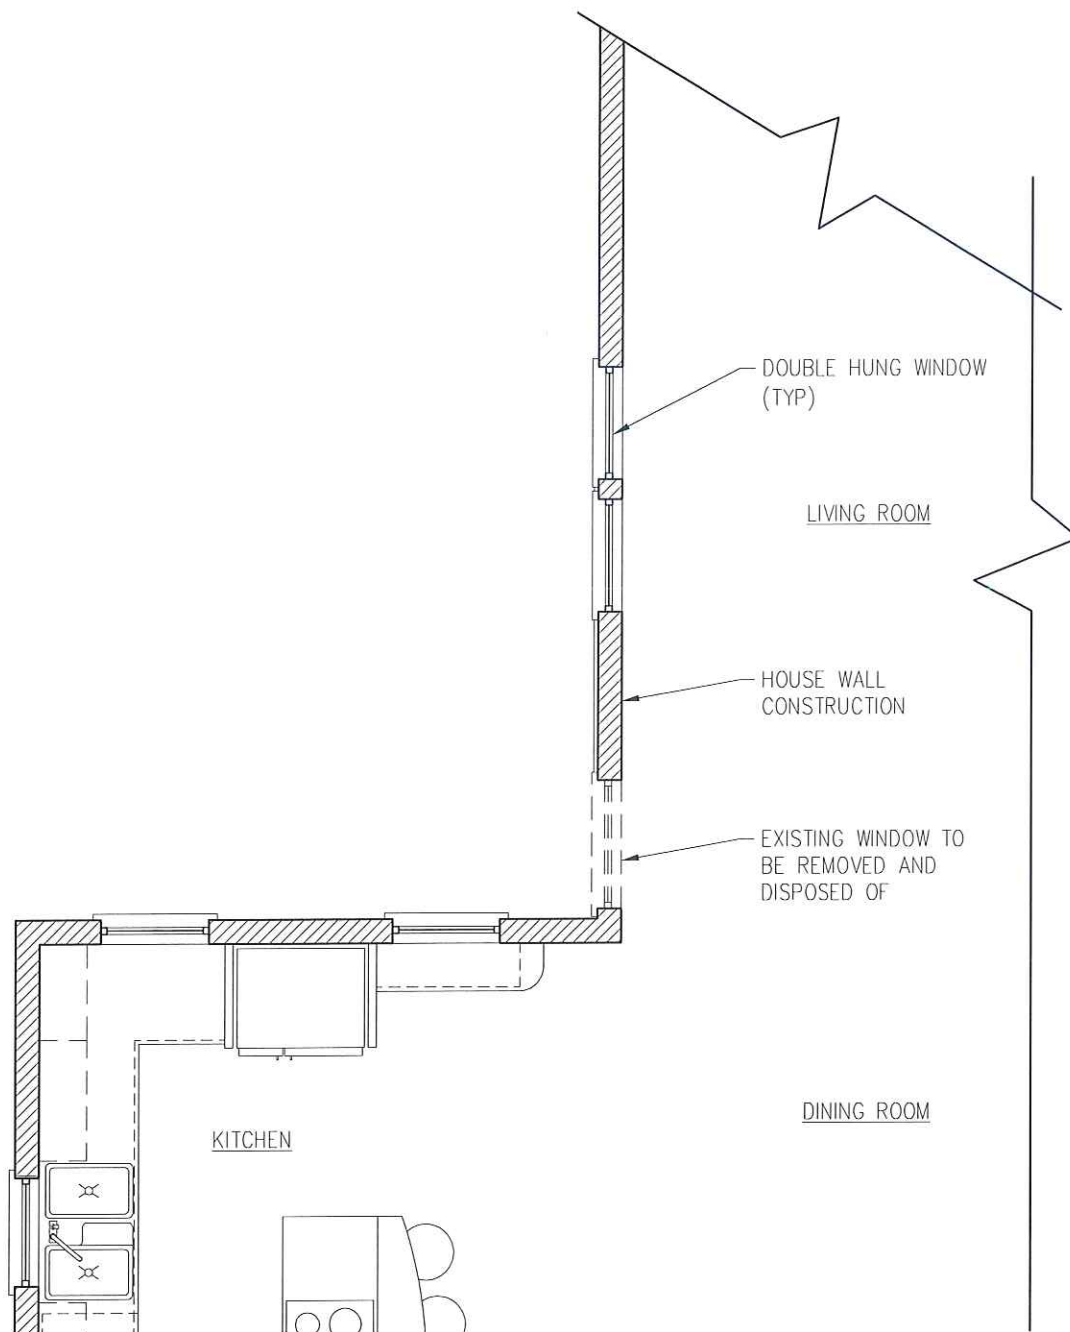 DOUBLE HUNG WINDOW
(TYP)
LIVING ROOM
HOUSE WALL
CONSTRUCTION
EXISTING WINDOW TO
BE REMOVED AND
DISPOSED OF
DINING ROOM
KITCHEN